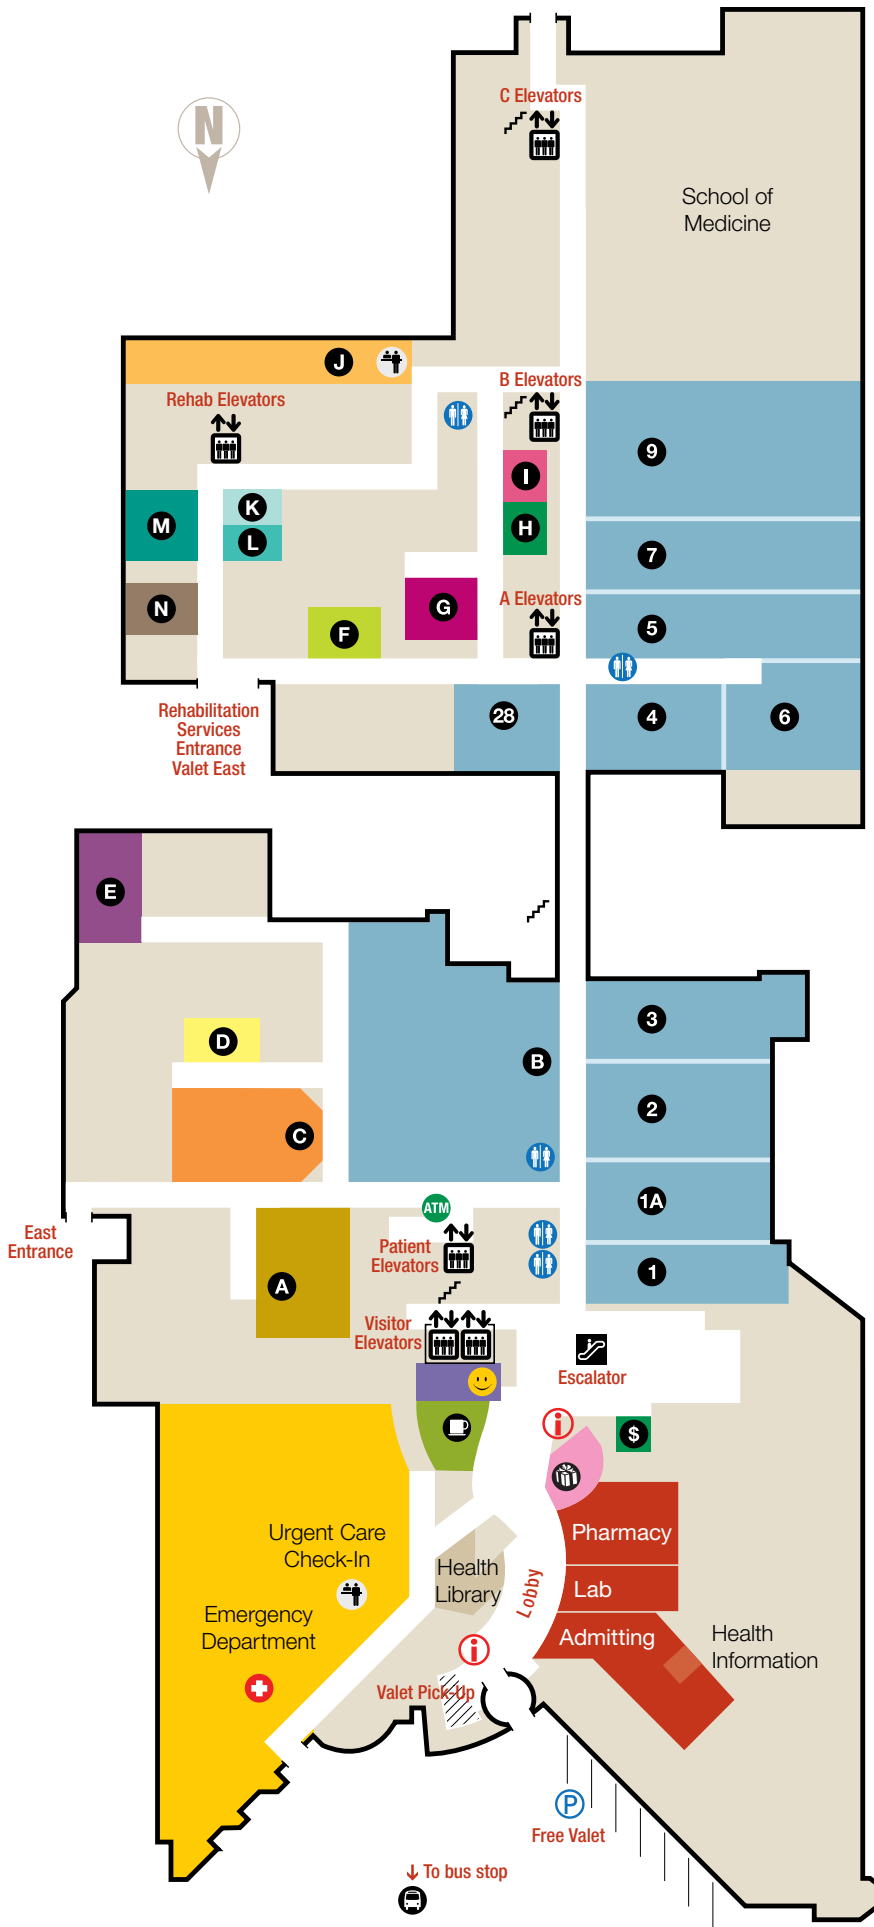 C Elevators
N
School of
Medicine
J
B Elevators
Rehab Elevators
9
I
K
M
H
L
7
A Elevators
N
G
F
5
Rehabilitation
Services
Entrance
Valet East
28
4
6
E
3
D
B
2
C
1A
ATM
East
Entrance
Patient
Elevators
A
1
Visitor
Elevators
Escalator
i
$
Urgent Care
Check-In
Pharmacy
Health
Library
Lobby
Lab
Emergency
Department
Admitting
Health
Information
i
Valet Pick-Up
P
Free Valet
To bus stop